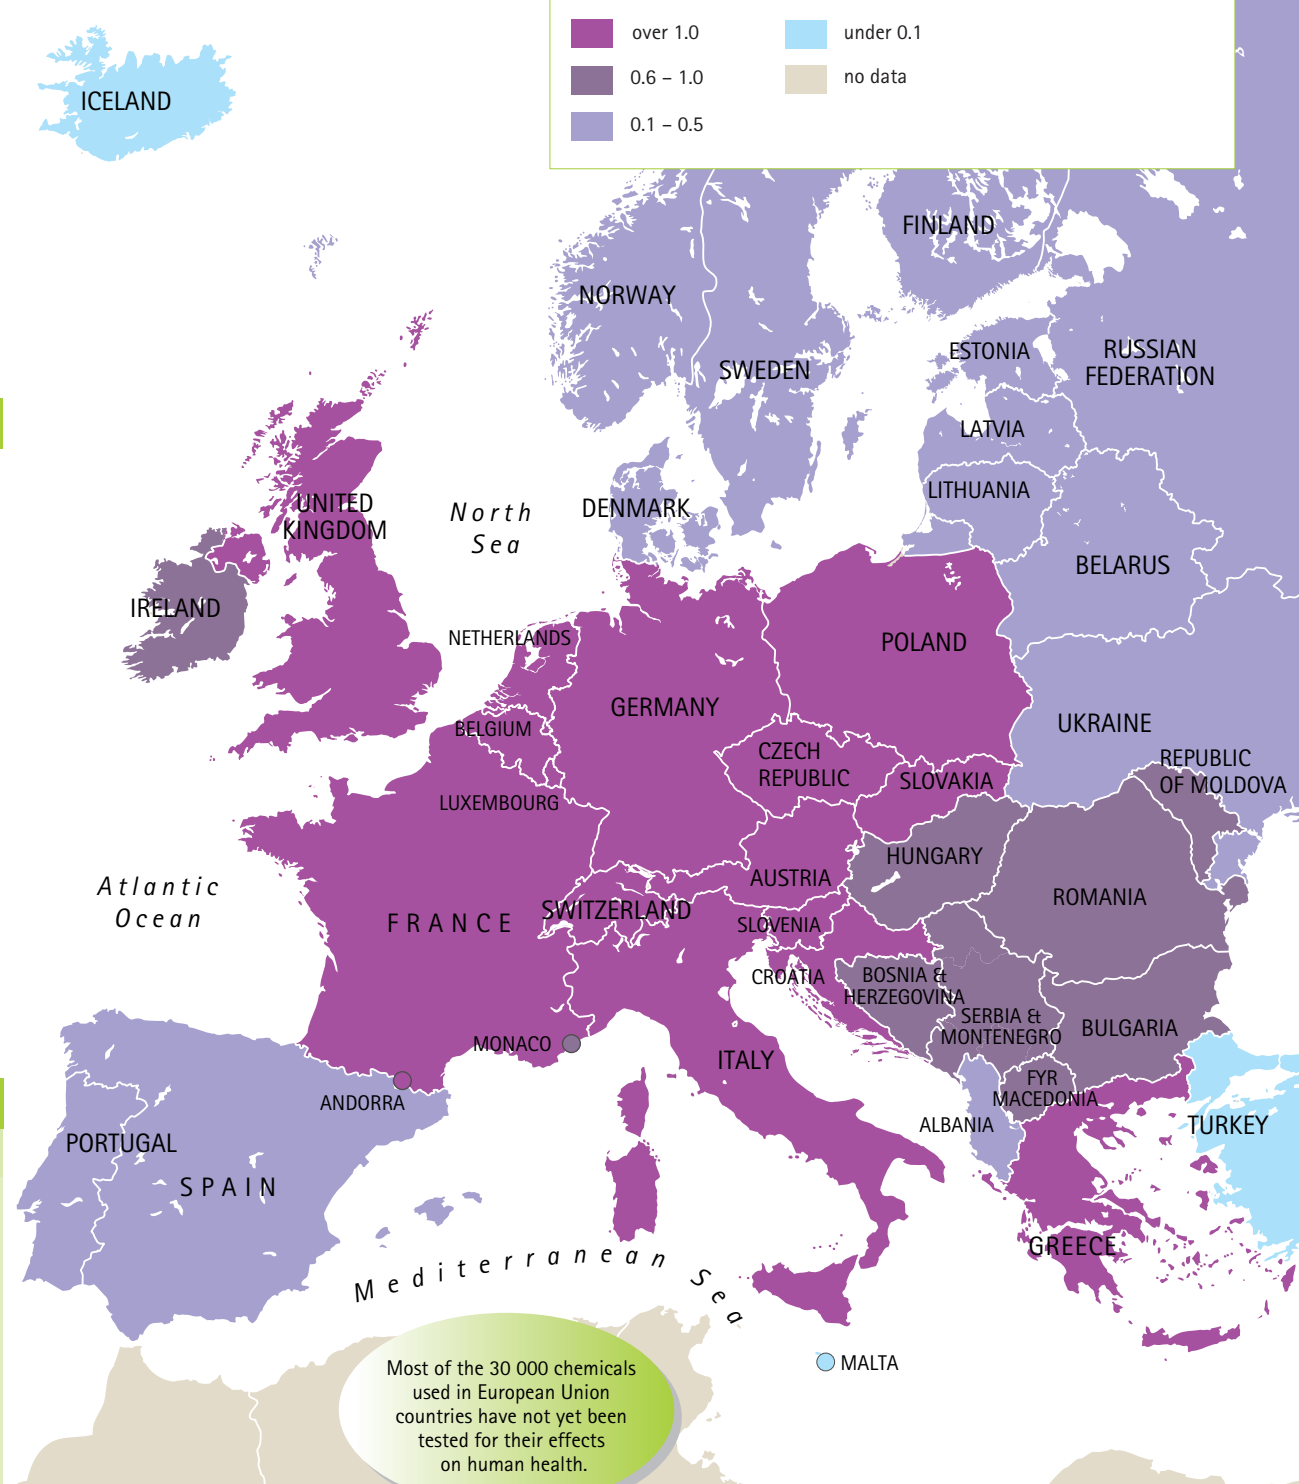 over 1.0
under 0.1
0.6 – 1.0
no data
0.1 – 0.5
ICELAND
FINLAND
NORWAY
SWEDEN
ESTONIA
RUSSIAN
FEDERATION
LATVIA
LITHUANIA
UNITED
KINGDOM
North
Sea
DENMARK
BELARUS
IRELAND
NETHERLANDS
POLAND
GERMANY
BELGIUM
UKRAINE
CZECH
REPUBLIC
SLOVAKIA
REPUBLIC
OF MOLDOVA
LUXEMBOURG
HUNGARY
AUSTRIA
Atlantic
Ocean
ROMANIA
FRANCE
SWITZERLAND
SLOVENIA
CROATIA
BOSNIA &
HERZEGOVINA
SERBIA &
MONTENEGRO
BULGARIA
MONACO
ITALY
FYR
MACEDONIA
ANDORRA
ALBANIA
TURKEY
PORTUGAL
SPAIN
GREECE
Mediterranean Sea
MALTA
Most of the 30 000 chemicals
used in European Union
countries have not yet been
tested for their effects
on human health.